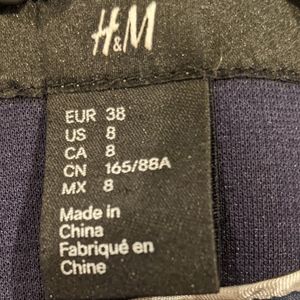 H&M
EUR 38
US 8
CA 8
CN 165/88A
MX 8
Made in
China
Fabriqué en
Chine